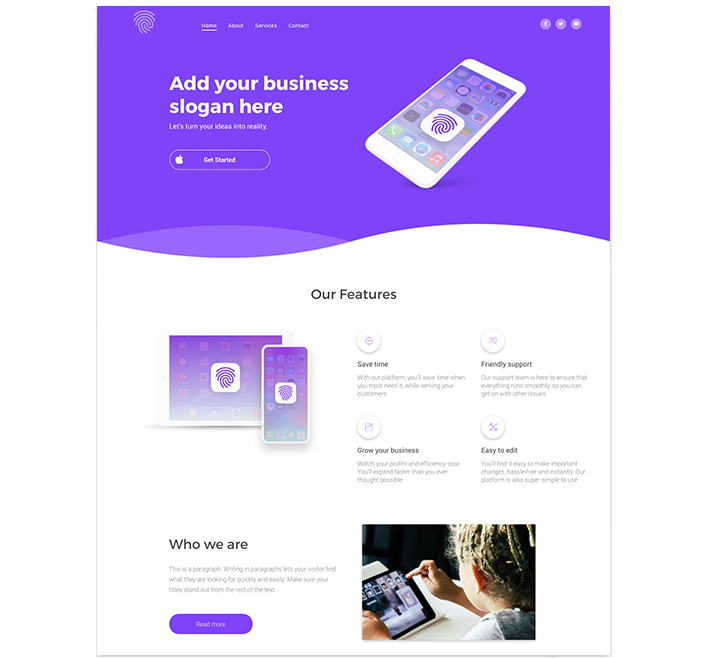 Home About Services Contact
Add your business
slogan here
Let's turn your ideas into reality.
Get Started
Our Features
Save time
With our platform, you'll save time when
you most need it, while serving your
customers.
Friendly support
Our support team is here to ensure that
everything runs smoothly, so you can
get on with other issues.
Grow your business
Watch your profits and efficiency soar.
You'll expand faster than you ever
thought possible.
Easy to edit
You'll find it easy to make important
changes, hassle-free and instantly. Our
platform is also super simple to use.
Who we are
This is a paragraph. Writing in paragraphs lets your visitor find
what they are looking for quickly and easily. Make sure your
titles stand out from the rest of the text.
Read more